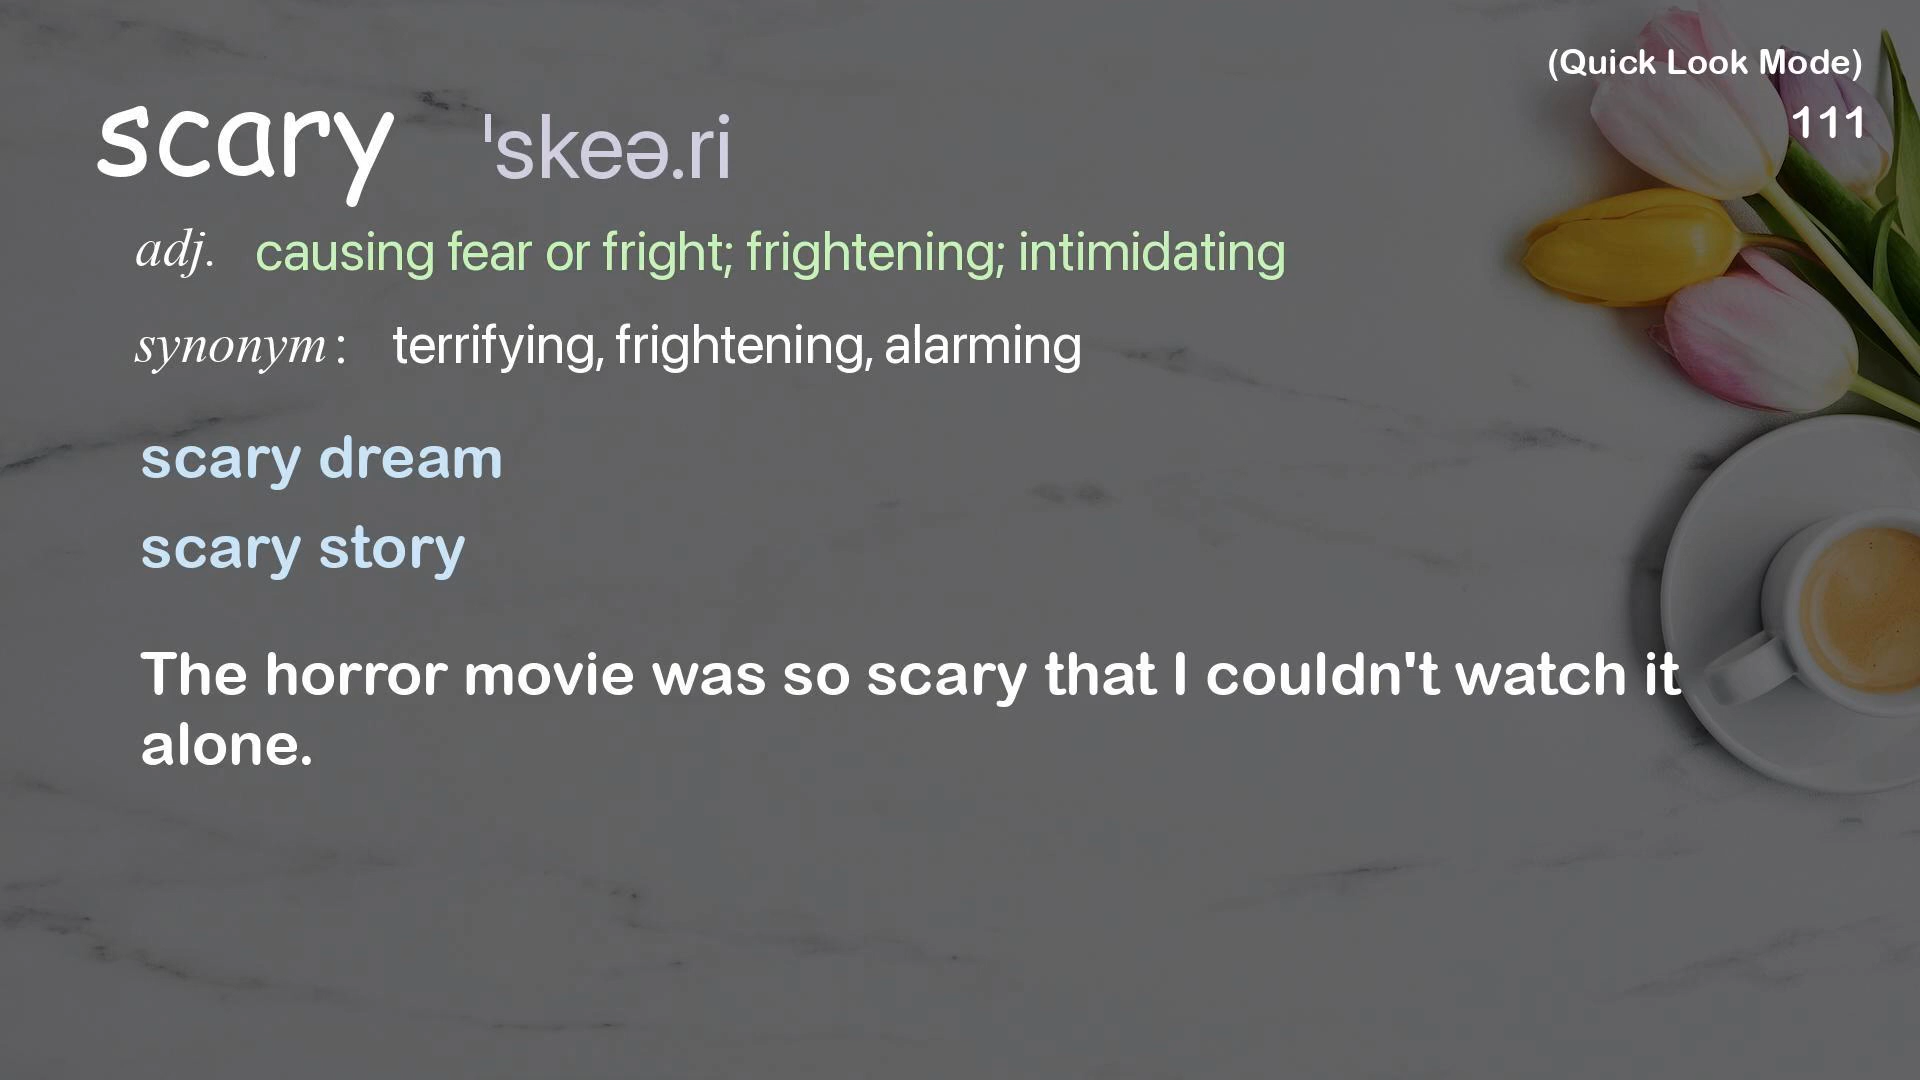 (Quick Look Mode)
111
scary ˈskeə.ri
adj. causing fear or fright; frightening; intimidating
synonym: terrifying, frightening, alarming
scary dream
scary story
The horror movie was so scary that I couldn't watch it
alone.